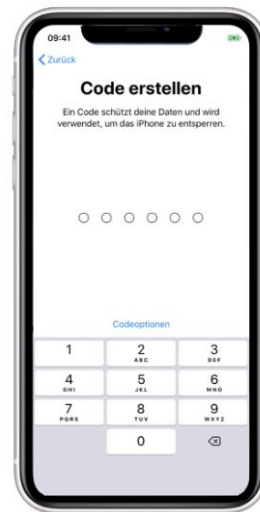 09:41
Zurück
Code erstellen
Ein Code schützt deine Daten und wird
verwendet, um das iPhone zu entsperren.
Codeoptionen
1 2 3
ABC DEF
4 5 6
GHI JKL MNO
7 8 9
PQRS TUV WXYZ
0